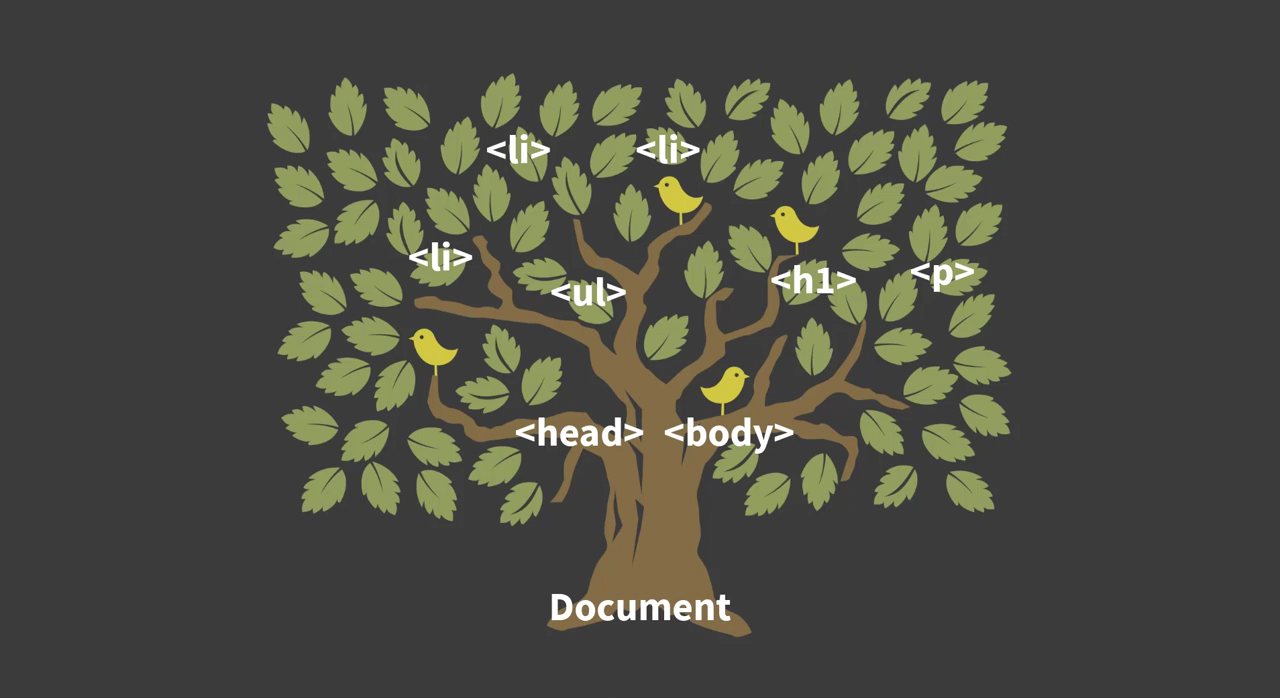 <li> <li>
<li> <ul> <h1> <p>
<head> <body>
Document